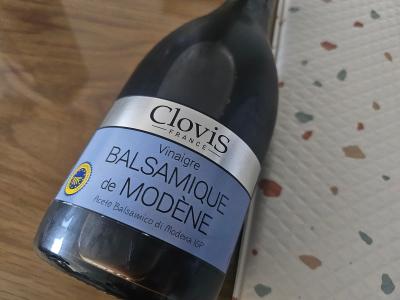 Clovis
FRANCE
Vinaigre
BALSAMIQUE
de MODÈNE
Aceto Balsamico di Modena IGP